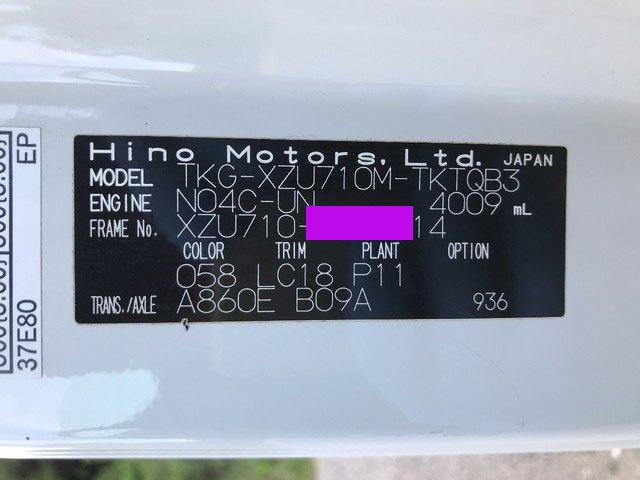 Hino Motors, Ltd. JAPAN
MODEL TKG-XZU710M-TKTQB3
ENGINE N04C-UN 4009 mL
FRAME No. XZU710- 14
COLOR TRIM PLANT OPTION
058 LC18 P11
TRANS./AXLE A860E B09A 936
EP
37E80